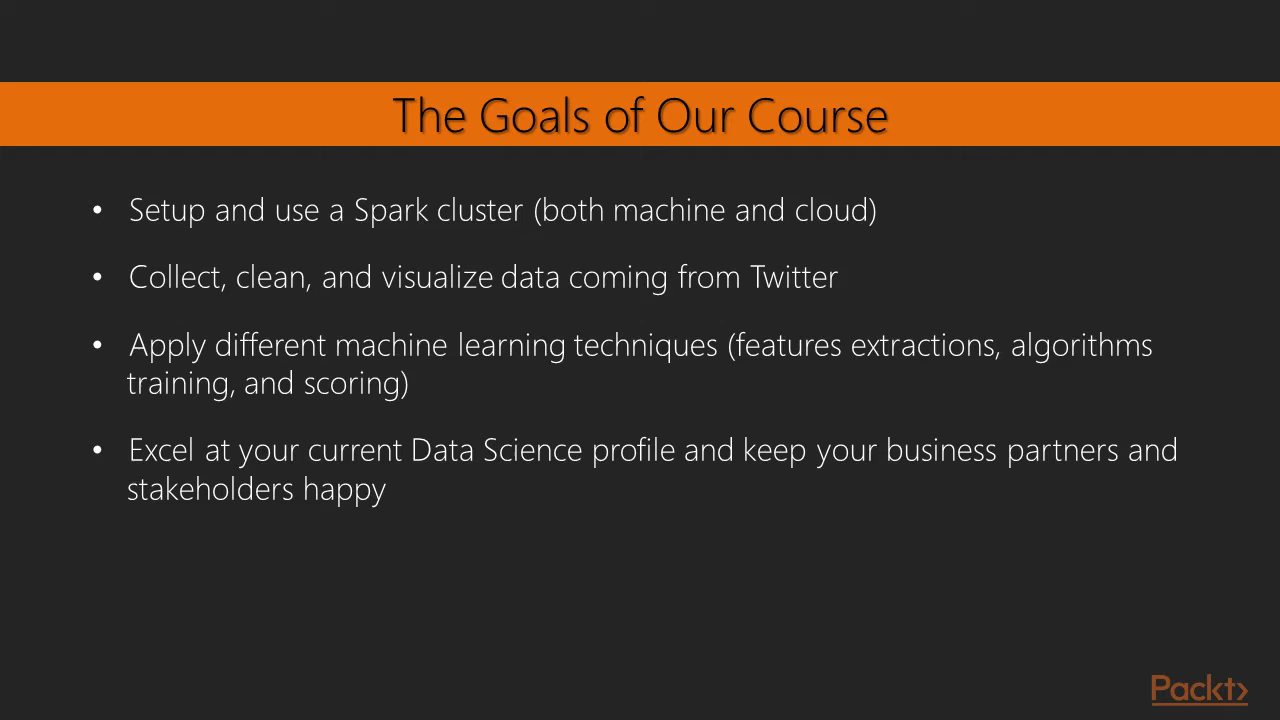 The Goals of Our Course
• Setup and use a Spark cluster (both machine and cloud)
• Collect, clean, and visualize data coming from Twitter
• Apply different machine learning techniques (features extractions, algorithms
training, and scoring)
• Excel at your current Data Science profile and keep your business partners and
stakeholders happy
Packt>